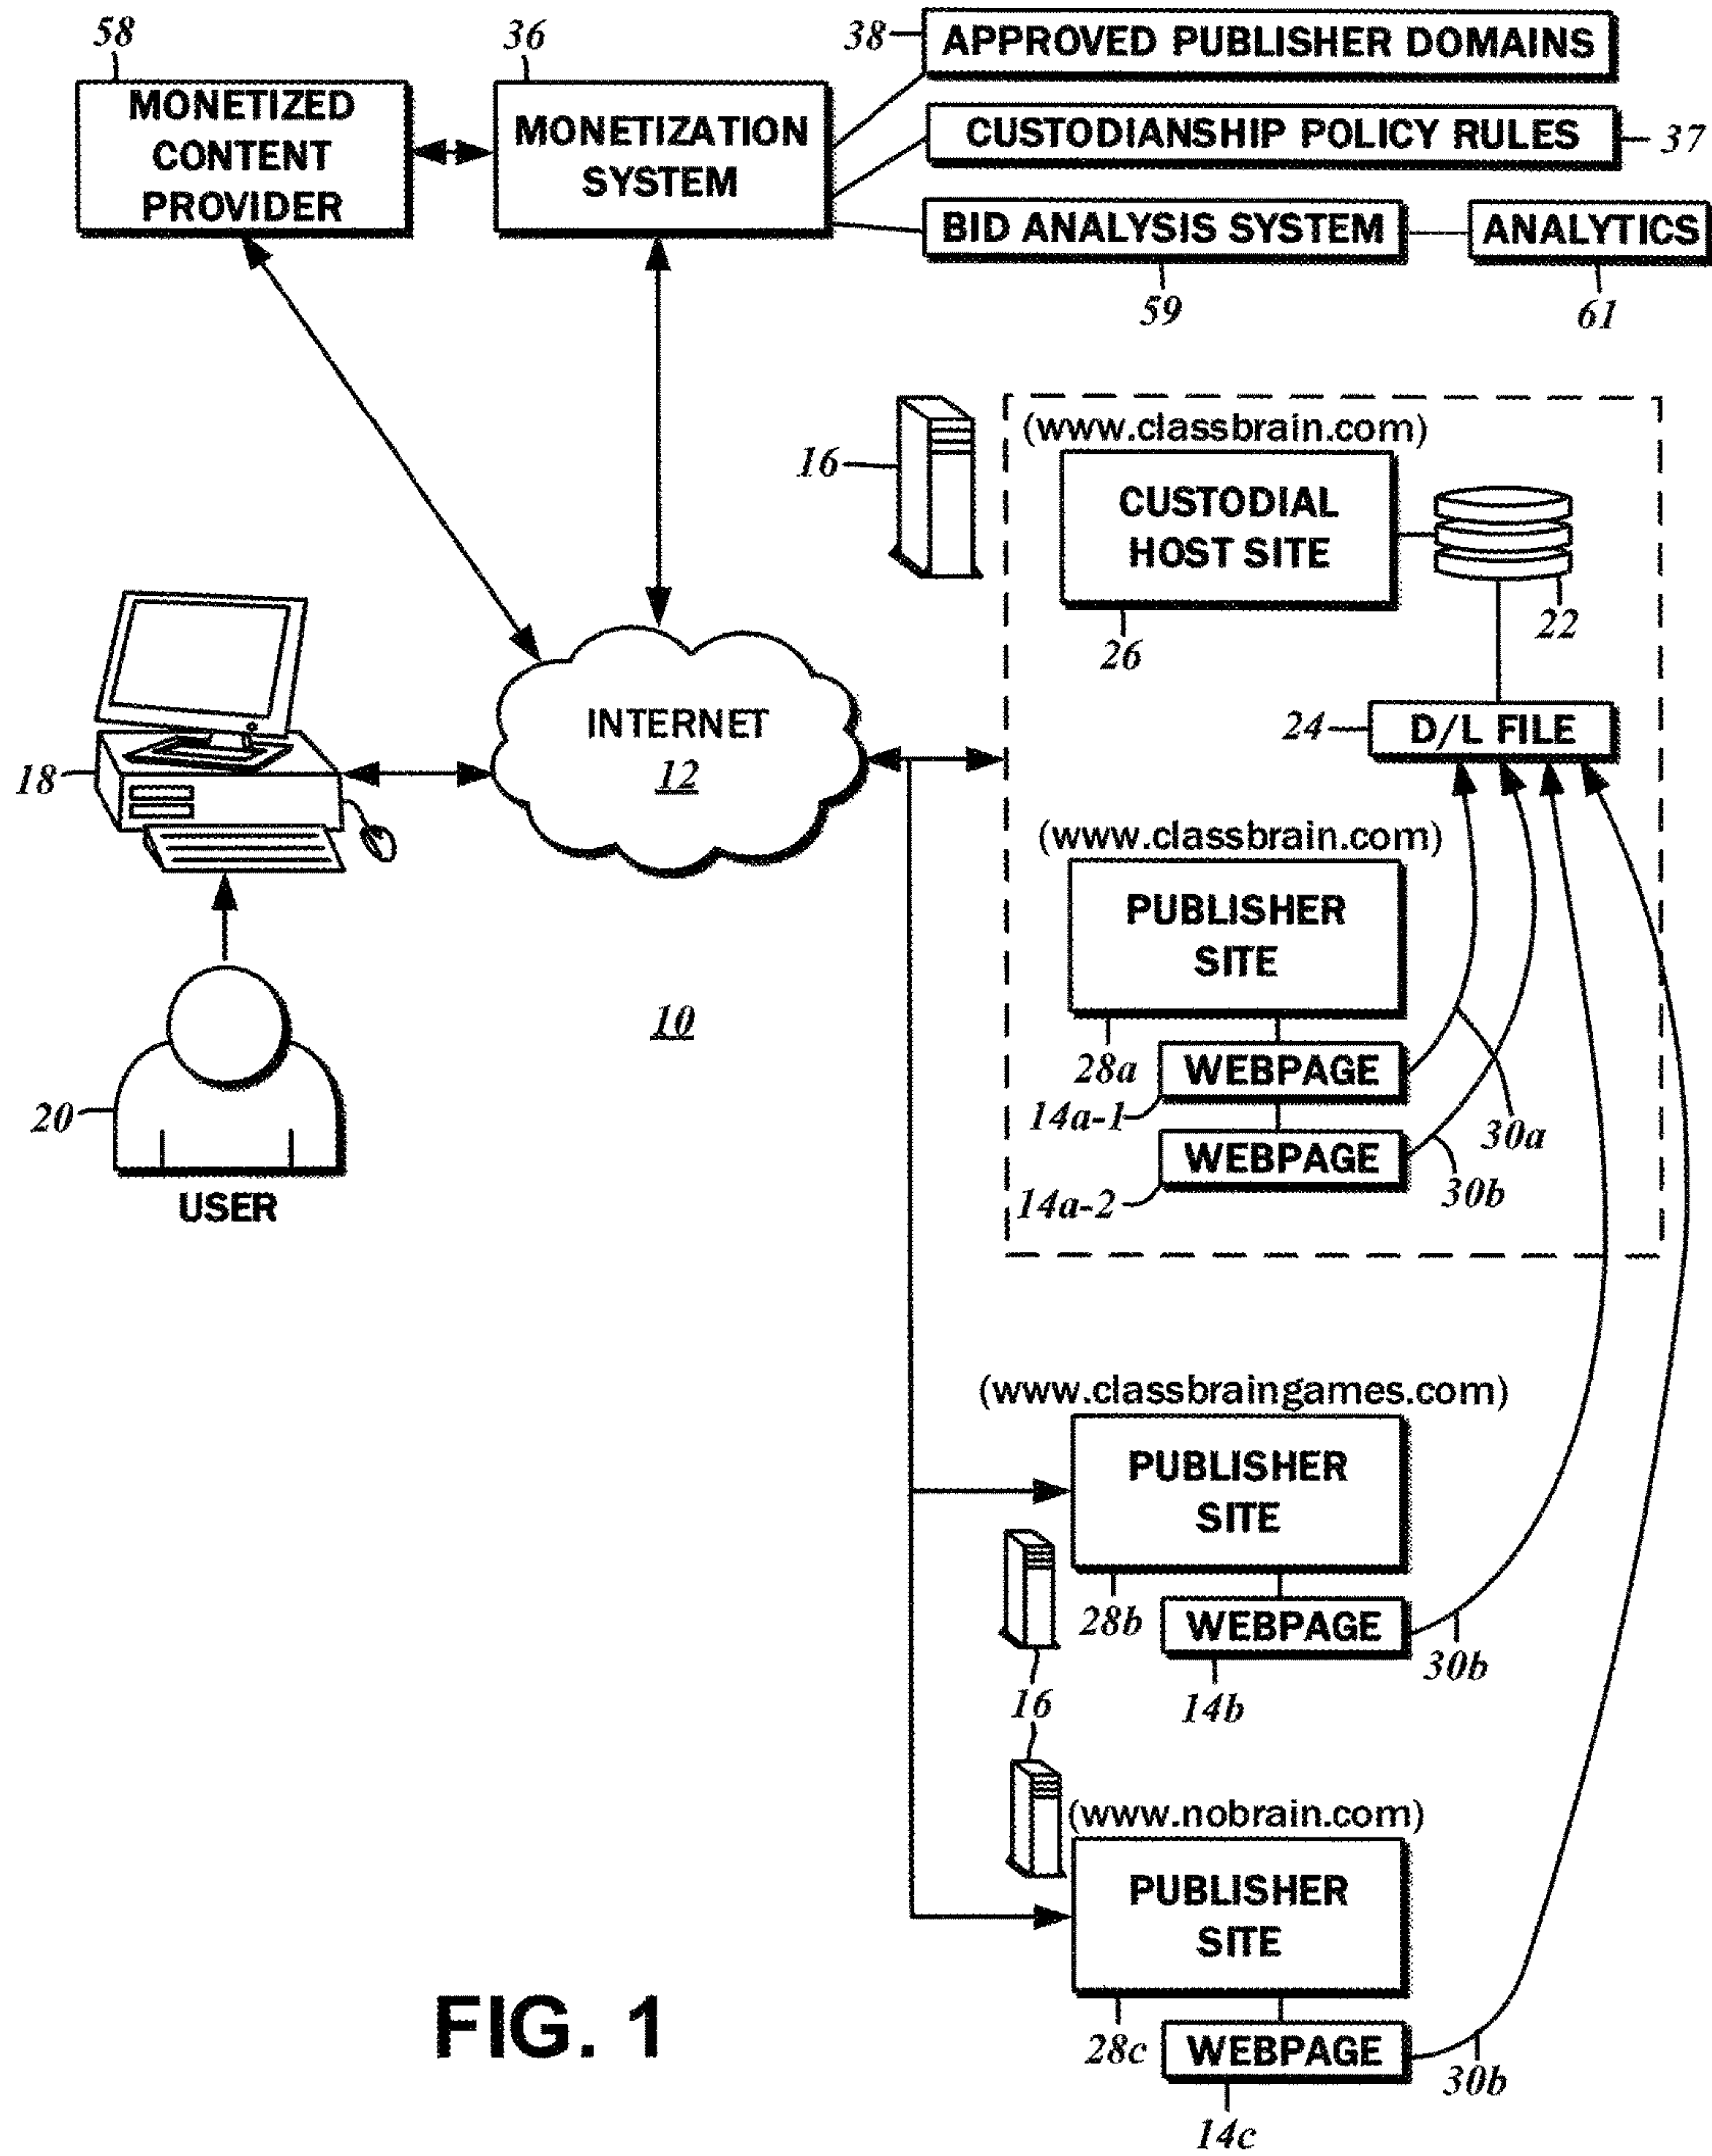 58
36
38
APPROVED PUBLISHER DOMAINS
MONETIZED
CONTENT
PROVIDER
MONETIZATION
SYSTEM
CUSTODIANSHIP POLICY RULES
37
BID ANALYSIS SYSTEM
ANALYTICS
59
61
(www.classbrain.com)
16
CUSTODIAL
HOST SITE
22
26
INTERNET
12
24
D/L FILE
18
(www.classbrain.com)
PUBLISHER
SITE
10
28a
WEBPAGE
14a-1
30a
20
WEBPAGE
30b
14a-2
USER
(www.classbraingames.com)
PUBLISHER
SITE
28b
WEBPAGE
30b
16
14b
(www.nobrain.com)
PUBLISHER
SITE
FIG. 1
28c
WEBPAGE
30b
14c